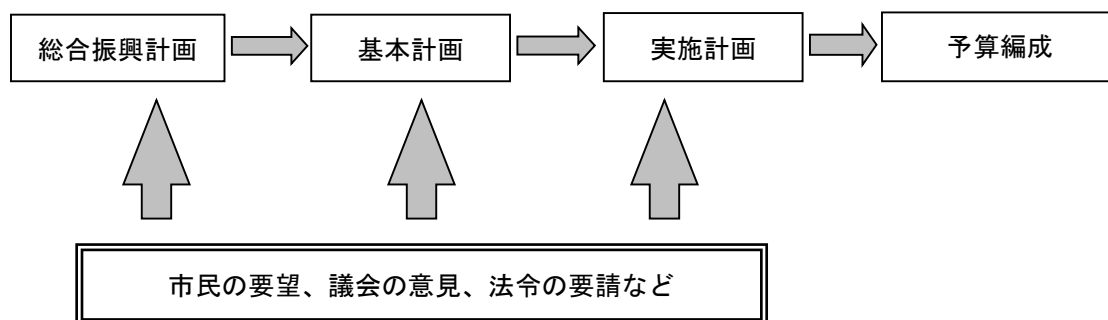 総合振興計画
基本計画
実施計画
予算編成
市民の要望、議会の意見、法令の要請など